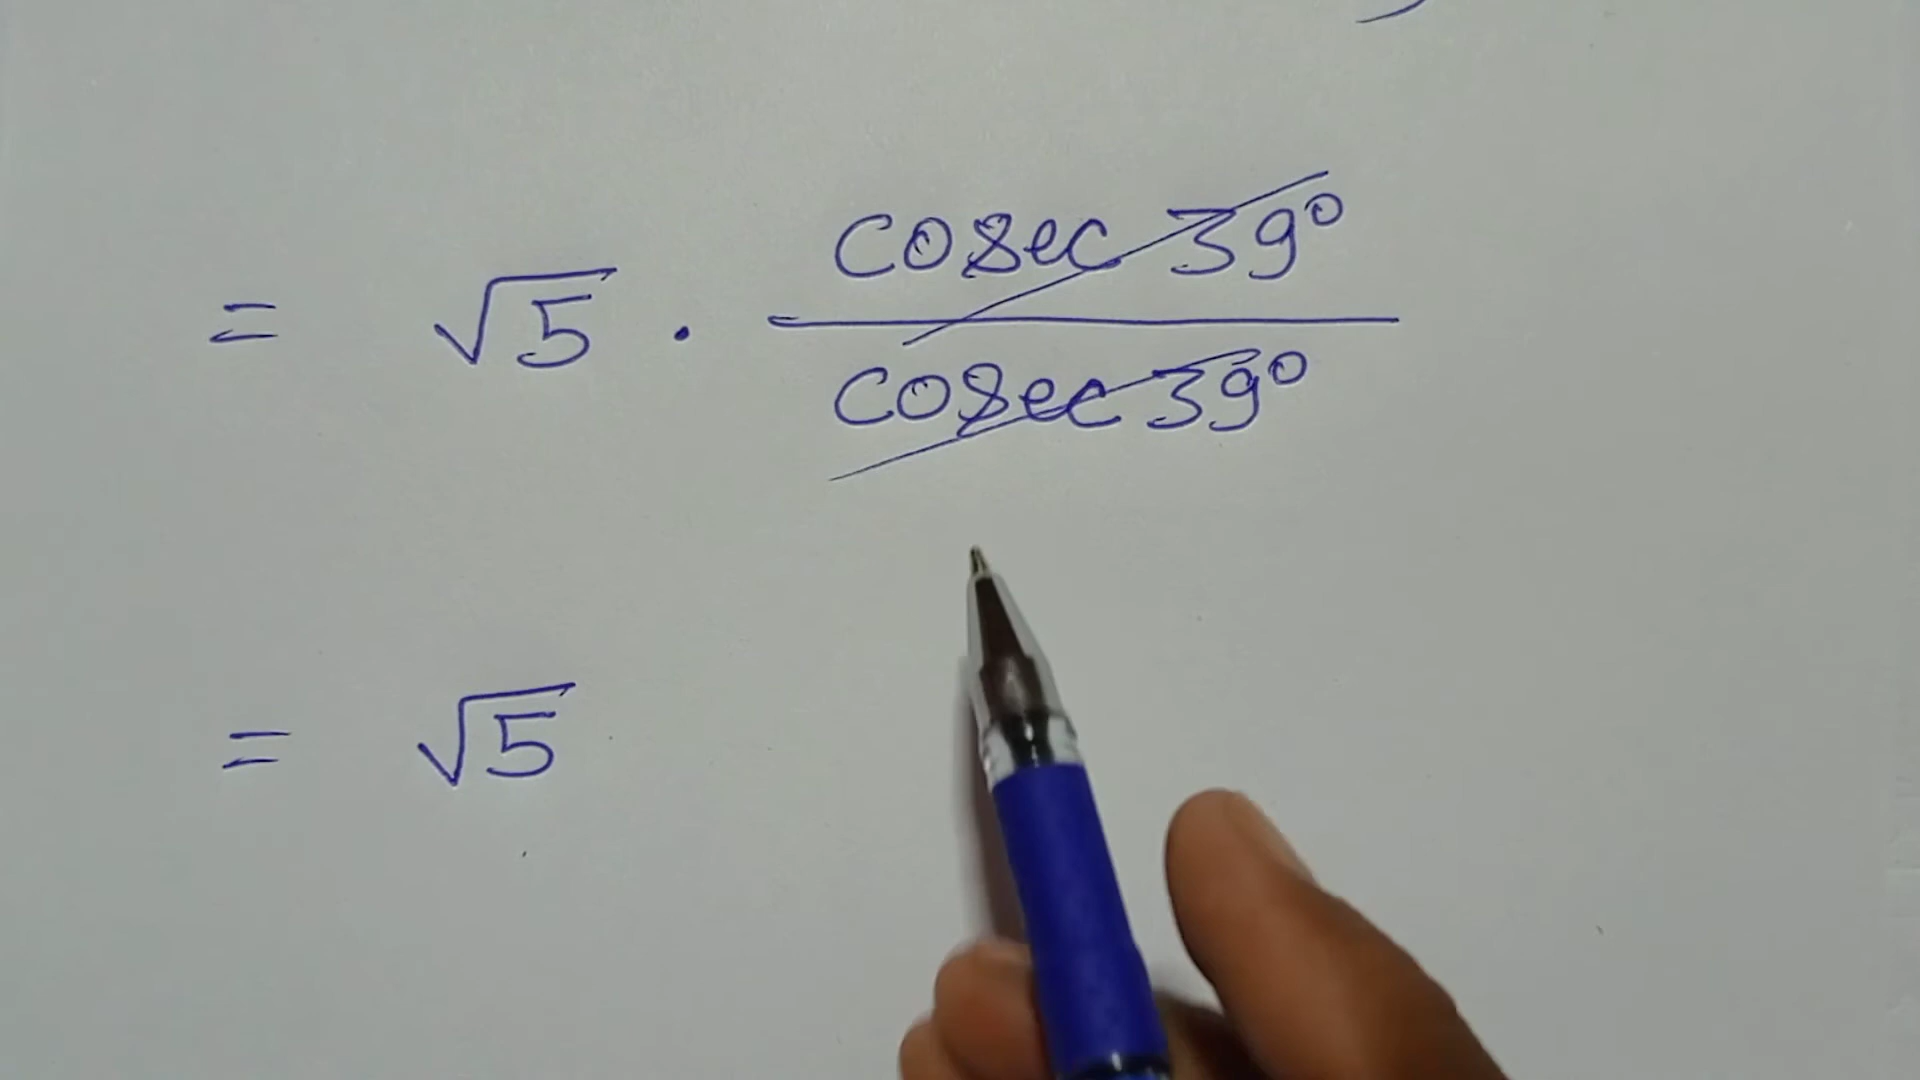 = √5 . cosec 39° / cosec 39°
= √5